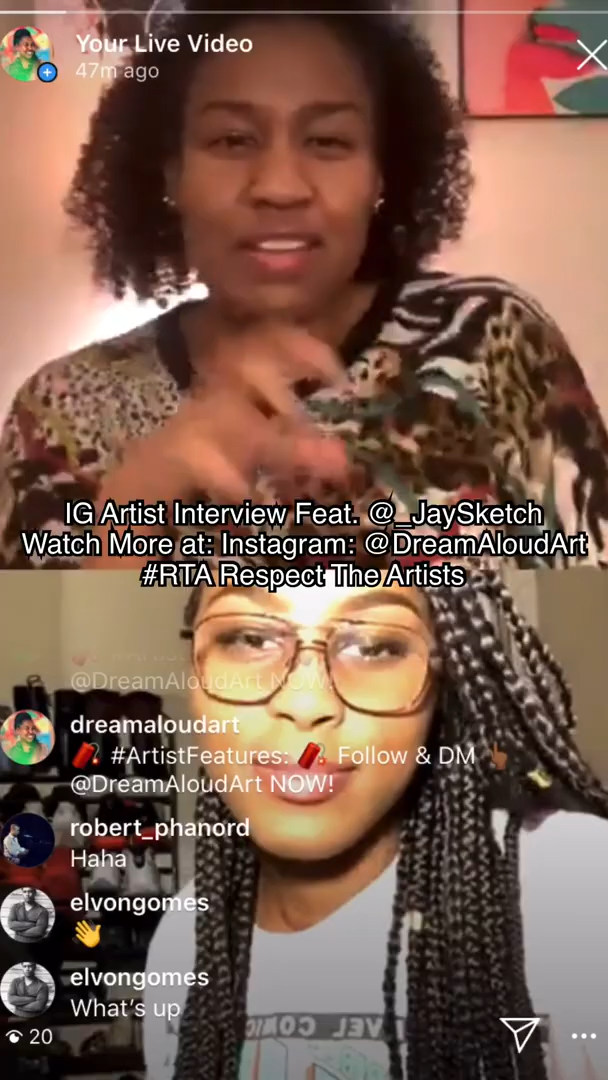 Your Live Video
47m ago
IG Artist Interview Feat. @_JaySketch
Watch More at: Instagram: @DreamAloudArt
#RTA Respect The Artists
@DreamAloudArt NOW!
dreamaloudart
🧨 #ArtistFeatures: 🧨 Follow & DM 👆🏾
@DreamAloudArt NOW!
robert_phanord
Haha
elvongomes
👋
elvongomes
What's up
20